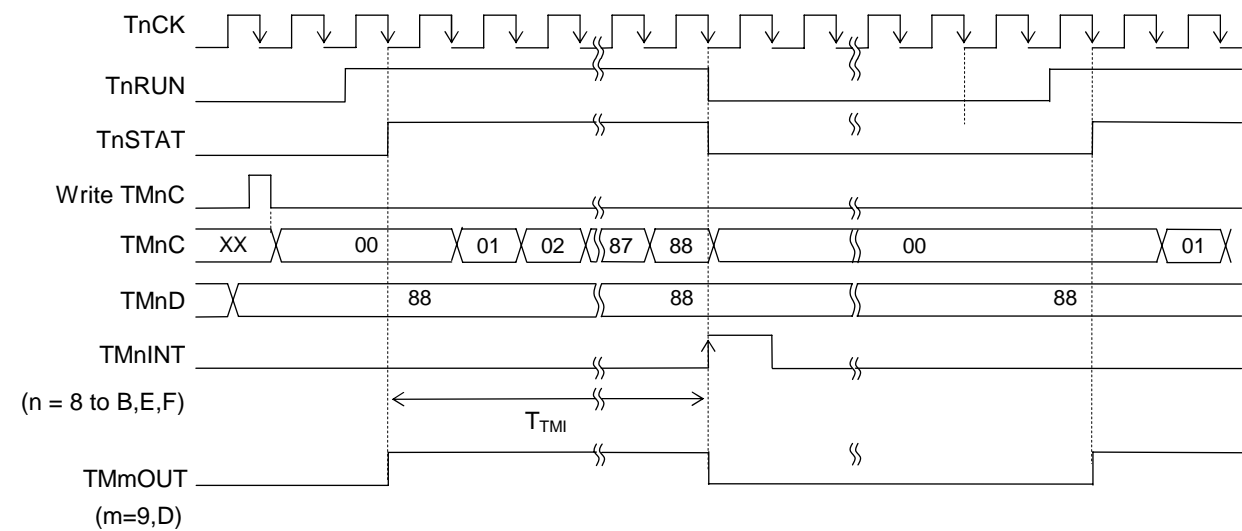 TnCK
TnRUN
TnSTAT
Write TMnC
TMnC XX 00 01 02 87 88 00 01
TMnD 88 88 88
TMnINT
(n = 8 to B,E,F)
TTMI
TMmOUT
(m=9,D)